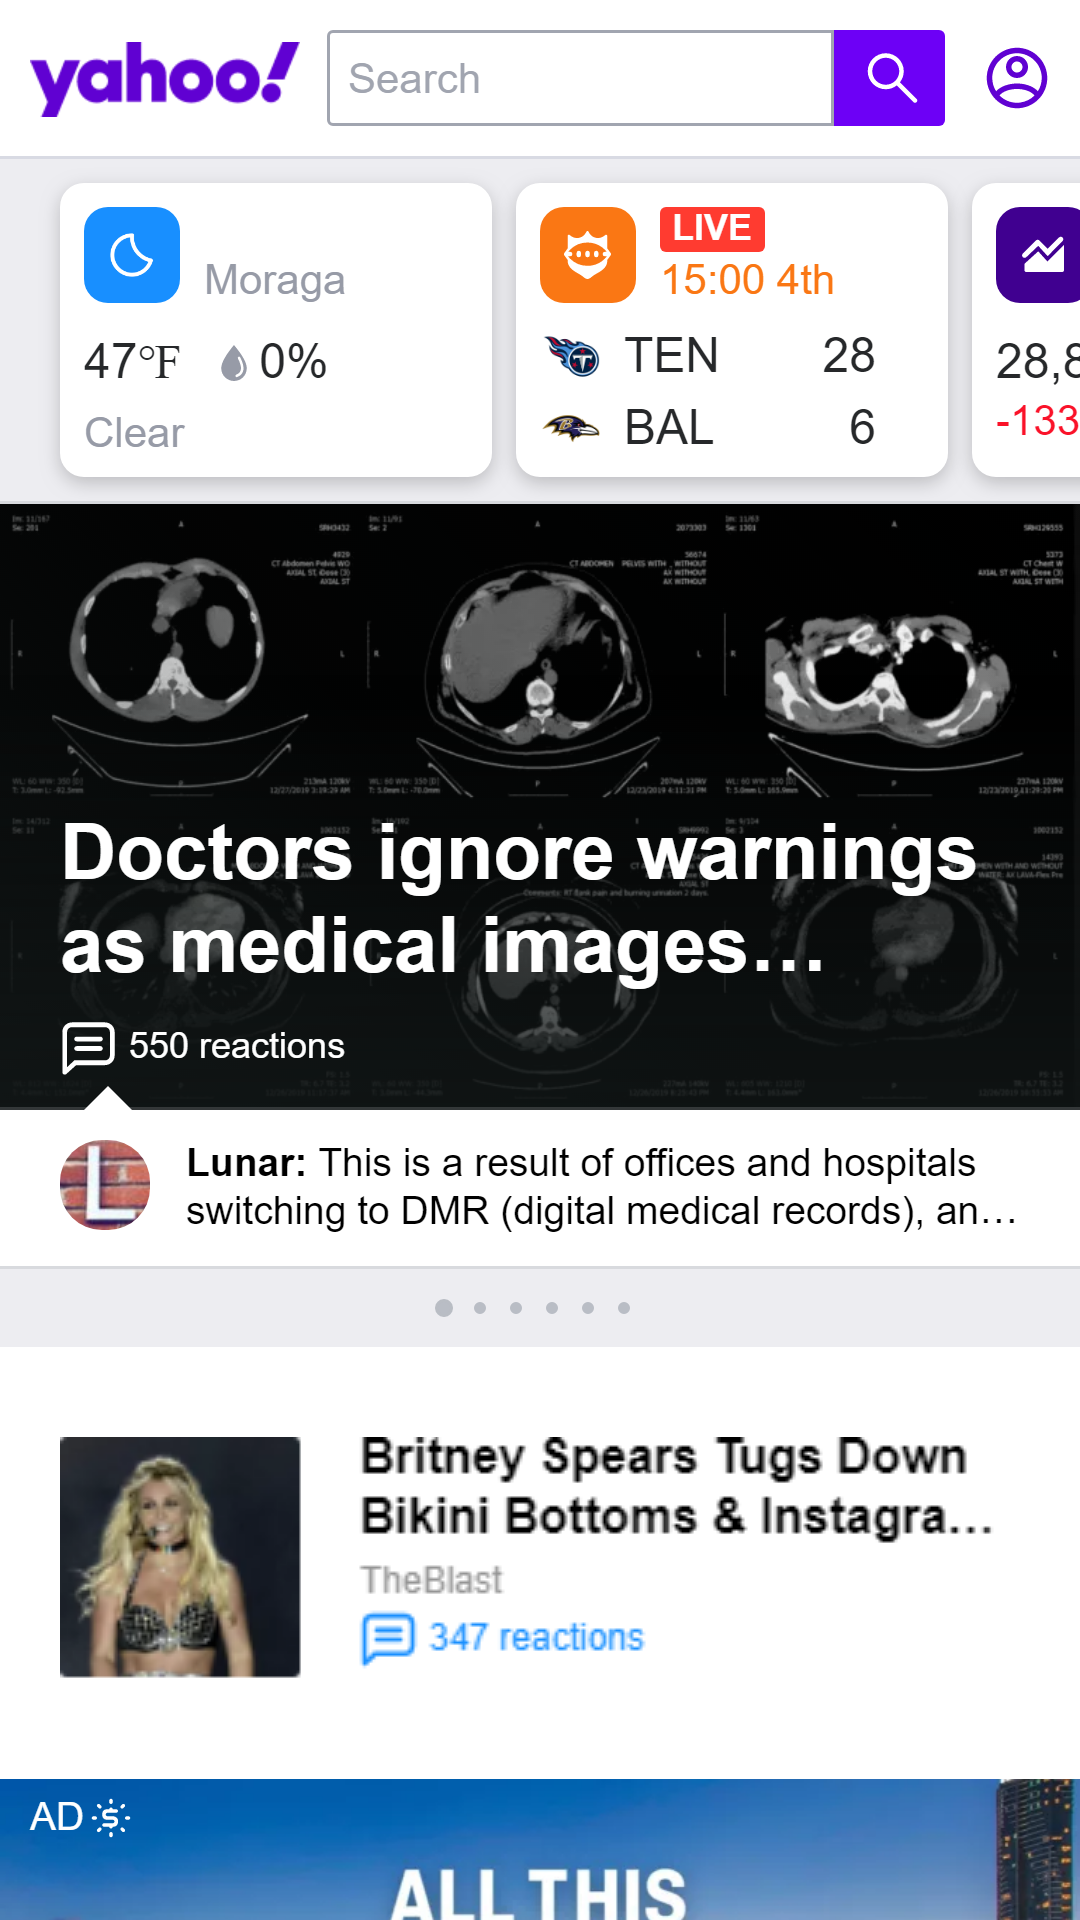 yahoo!
Search
Moraga
47°F 0%
Clear
LIVE
15:00 4th
TEN 28
BAL 6
28,8
-133
Doctors ignore warnings
as medical images...
550 reactions
Lunar: This is a result of offices and hospitals
switching to DMR (digital medical records), an...
Britney Spears Tugs Down
Bikini Bottoms & Instagra...
TheBlast
347 reactions
AD
ALL THIS